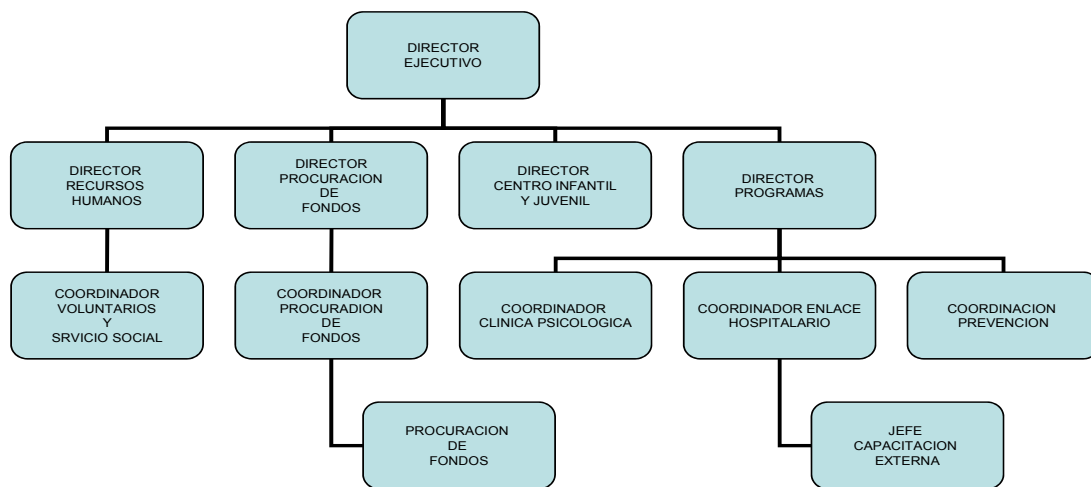 DIRECTOR
EJECUTIVO
DIRECTOR
RECURSOS
HUMANOS
DIRECTOR
PROCURACION
DE
FONDOS
DIRECTOR
CENTRO INFANTIL
Y JUVENIL
DIRECTOR
PROGRAMAS
COORDINADOR
VOLUNTARIOS
Y
SRVICIO SOCIAL
COORDINADOR
PROCURADION
DE
FONDOS
COORDINADOR
CLINICA PSICOLOGICA
COORDINADOR ENLACE
HOSPITALARIO
COORDINACION
PREVENCION
PROCURACION
DE
FONDOS
JEFE
CAPACITACION
EXTERNA